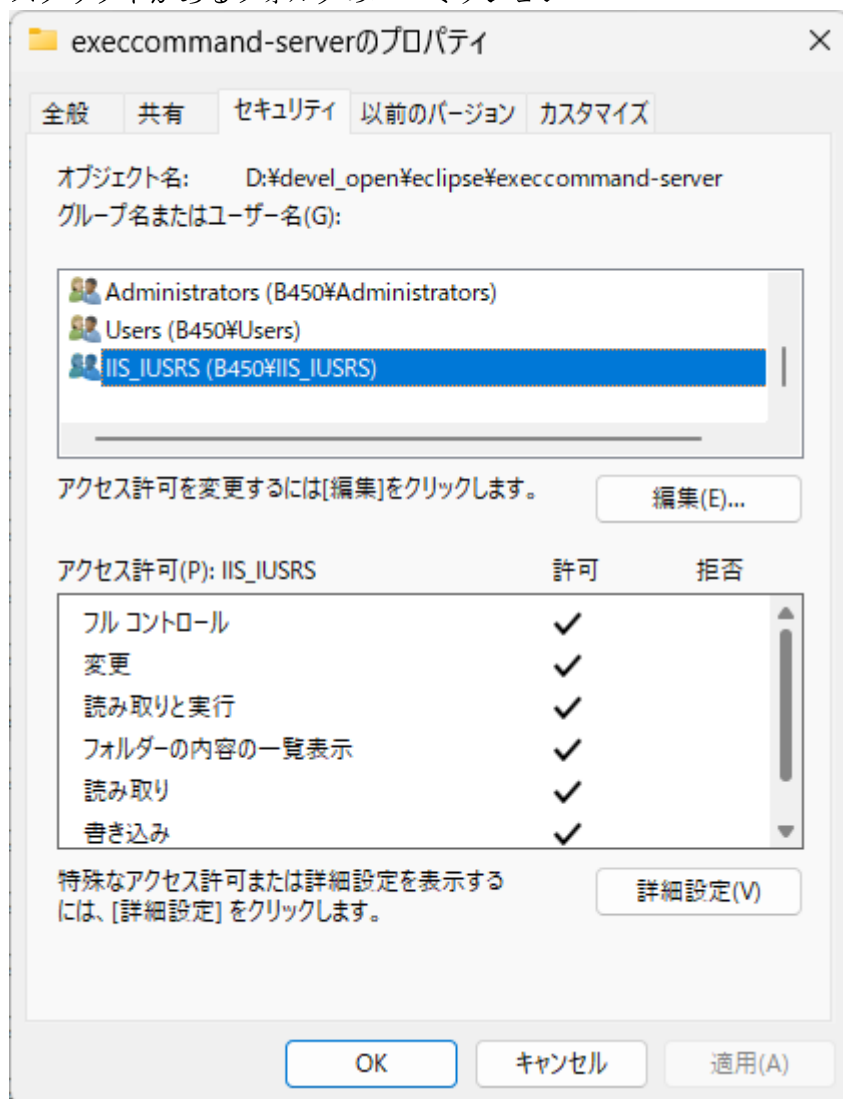 execcommand-serverのプロパティ
全般 共有 セキュリティ 以前のバージョン カスタマイズ
オブジェクト名: D:¥devel_open¥eclipse¥execcommand-server
グループ名またはユーザー名(G):
Administrators (B450¥Administrators)
Users (B450¥Users)
IIS_IUSRS (B450¥IIS_IUSRS)
アクセス許可を変更するには[編集]をクリックします。 編集(E)...
アクセス許可(P): IIS_IUSRS 許可 拒否
フル コントロール
変更
読み取りと実行
フォルダーの内容の一覧表示
読み取り
書き込み
特殊なアクセス許可または詳細設定を表示する
には、[詳細設定] をクリックします。 詳細設定(V)
OK キャンセル 適用(A)